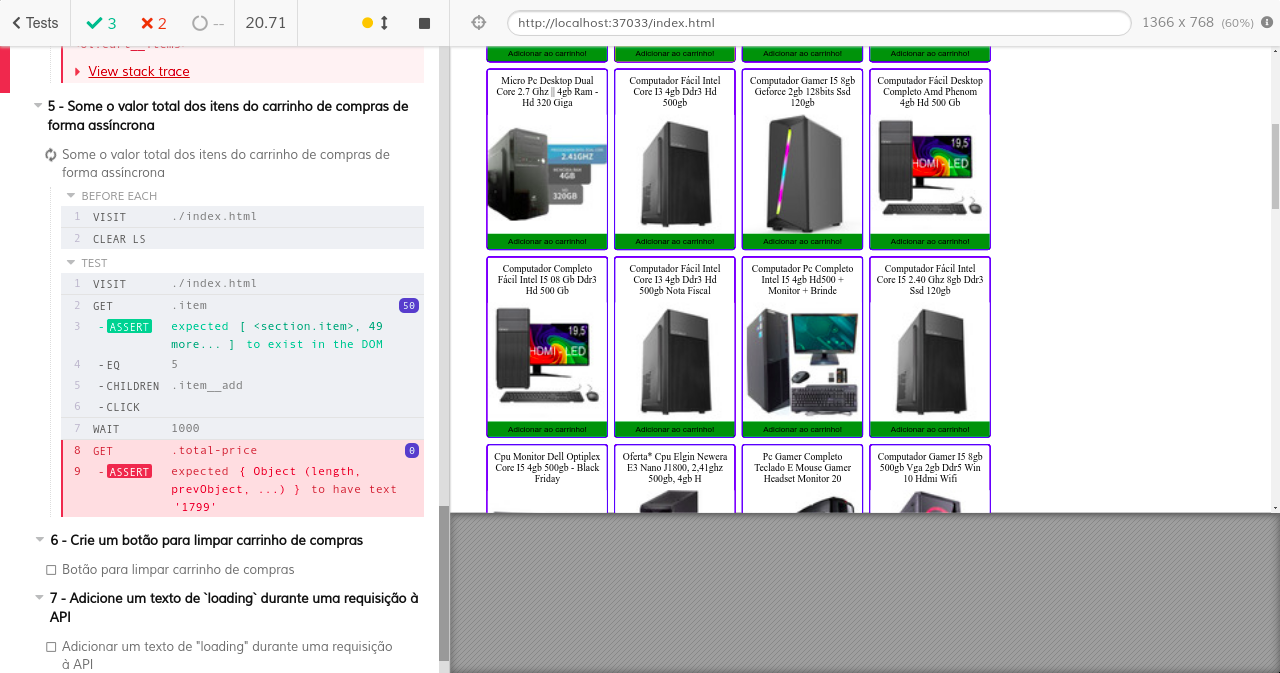 Tests
3
2
--
20.71
http://localhost:37033/index.html
1366 x 768 (60%)
View stack trace
5 - Some o valor total dos itens do carrinho de compras de
forma assíncrona
Some o valor total dos itens do carrinho de compras de
forma assíncrona
BEFORE EACH
1 VISIT ./index.html
2 CLEAR LS
TEST
1 VISIT ./index.html
2 GET .item 50
3 - ASSERT expected [ <section.item>, 49
more... ] to exist in the DOM
4 - EQ 5
5 - CHILDREN .item__add
6 - CLICK
7 WAIT 1000
8 GET .total-price 0
9 - ASSERT expected { Object (length,
prevObject, ...) } to have text
'1799'
6 - Crie um botão para limpar carrinho de compras
Botão para limpar carrinho de compras
7 - Adicione um texto de `loading` durante uma requisição à
API
Adicionar um texto de "loading" durante uma requisição
à API
Adicionar ao carrinho!
Adicionar ao carrinho!
Adicionar ao carrinho!
Adicionar ao carrinho!
Micro Pc Desktop Dual
Core 2.7 Ghz || 4gb Ram -
Hd 320 Giga
2.41GHZ
4GB
320GB
Adicionar ao carrinho!
Computador Fácil Intel
Core I3 4gb Ddr3 Hd
500gb
Adicionar ao carrinho!
Computador Gamer I5 8gb
Geforce 2gb 128bits Ssd
120gb
Adicionar ao carrinho!
Computador Fácil Desktop
Completo Amd Phenom
4gb Hd 500 Gb
19,5'
HDMI - LED
Adicionar ao carrinho!
Computador Completo
Fácil Intel I5 08 Gb Ddr3
Hd 500 Gb
19,5'
HDMI - LED
Adicionar ao carrinho!
Computador Fácil Intel
Core I3 4gb Ddr3 Hd
500gb Nota Fiscal
Adicionar ao carrinho!
Computador Pc Completo
Intel I5 4gb Hd500 +
Monitor + Brinde
Adicionar ao carrinho!
Computador Fácil Intel
Core I5 2.40 Ghz 8gb Ddr3
Ssd 120gb
Adicionar ao carrinho!
Cpu Monitor Dell Optiplex
Core I5 4gb 500gb - Black
Friday
Oferta* Cpu Elgin Newera
E3 Nano J1800, 2,41ghz
500gb, 4gb H
Pc Gamer Completo
Teclado E Mouse Gamer
Headset Monitor 20
Computador Gamer I5 8gb
500gb Vga 2gb Ddr5 Win
10 Hdmi Wifi